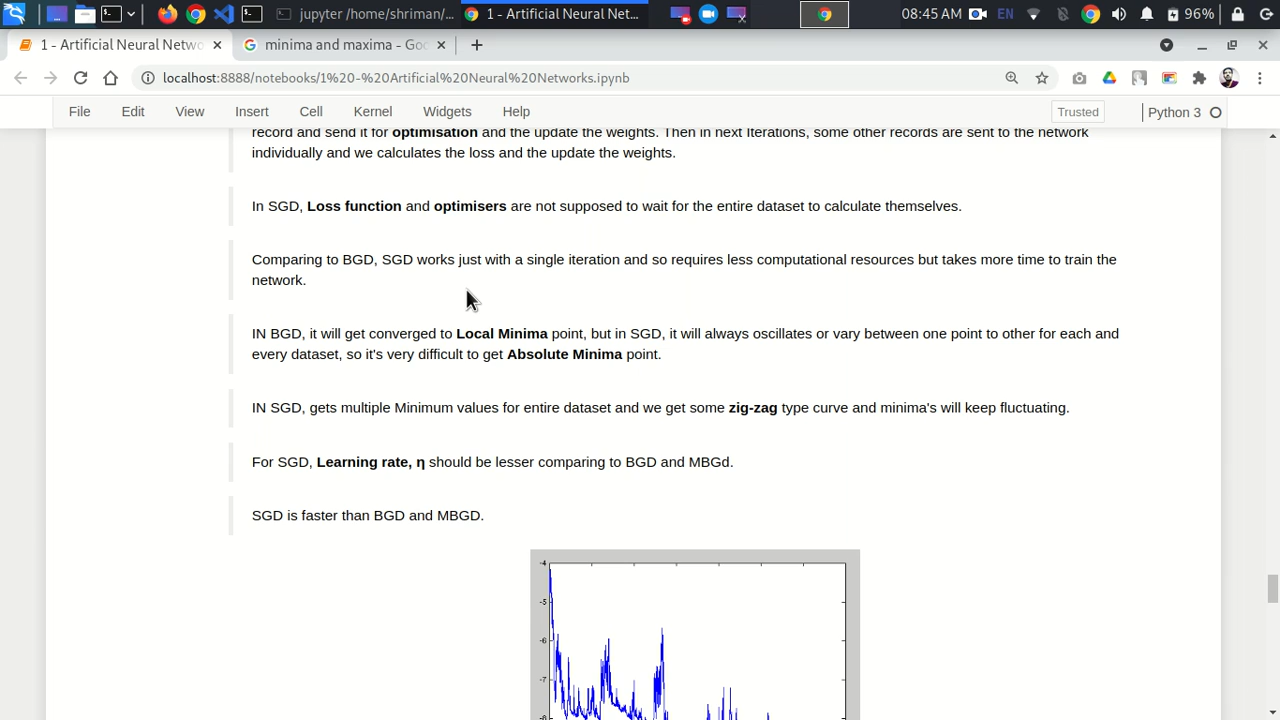 jupyter /home/shriman/... 1 - Artificial Neural Net... 08:45 AM EN 96%
1 - Artificial Neural Netwo minima and maxima - Goo
localhost:8888/notebooks/1%20-%20Artificial%20Neural%20Networks.ipynb
File Edit View Insert Cell Kernel Widgets Help Trusted Python 3
record and send it for optimisation and the update the weights. Then in next Iterations, some other records are sent to the network
individually and we calculates the loss and the update the weights.
In SGD, Loss function and optimisers are not supposed to wait for the entire dataset to calculate themselves.
Comparing to BGD, SGD works just with a single iteration and so requires less computational resources but takes more time to train the
network.
IN BGD, it will get converged to Local Minima point, but in SGD, it will always oscillates or vary between one point to other for each and
every dataset, so it's very difficult to get Absolute Minima point.
IN SGD, gets multiple Minimum values for entire dataset and we get some zig-zag type curve and minima's will keep fluctuating.
For SGD, Learning rate, η should be lesser comparing to BGD and MBGd.
SGD is faster than BGD and MBGD.
-4
-5
-6
-7
-8